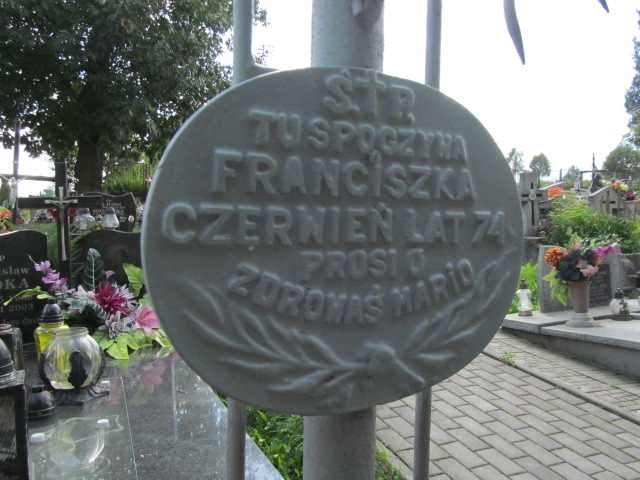 Ś.†P.
TU SPOCZYWA
FRANCISZKA
CZERWIEŃ LAT 74
PROSI O
ZDROWAŚ MARIO